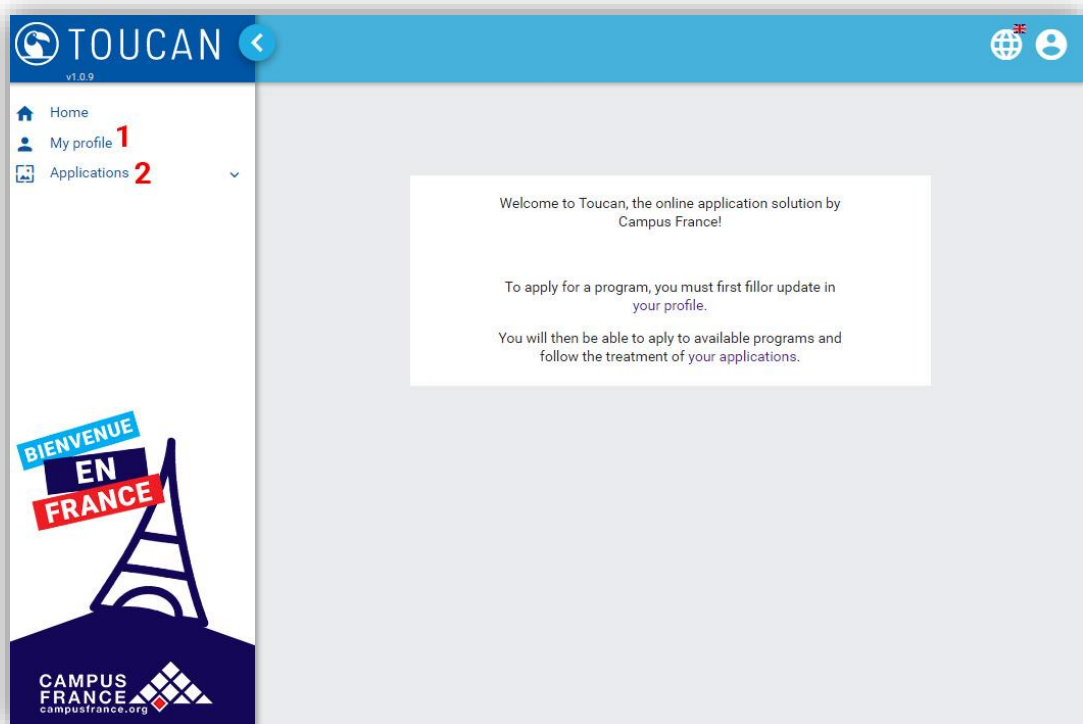 TOUCAN
v1.0.9
Home
My profile 1
Applications 2
Welcome to Toucan, the online application solution by
Campus France!
To apply for a program, you must first fillor update in
your profile.
You will then be able to aply to available programs and
follow the treatment of your applications.
BIENVENUE
EN
FRANCE
CAMPUS
FRANCE
campusfrance.org